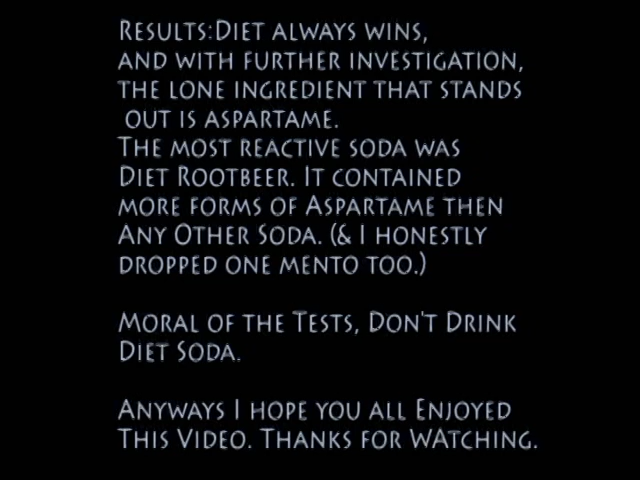 Results:Diet always wins,
and with further investigation,
the lone ingredient that stands
out is aspartame.
The most reactive soda was
Diet Rootbeer. It contained
more forms of Aspartame then
Any Other Soda. (& I honestly
dropped one mento too.)
Moral of the Tests, Don't Drink
Diet Soda.
Anyways I hope you all Enjoyed
This Video. Thanks for WAtching.